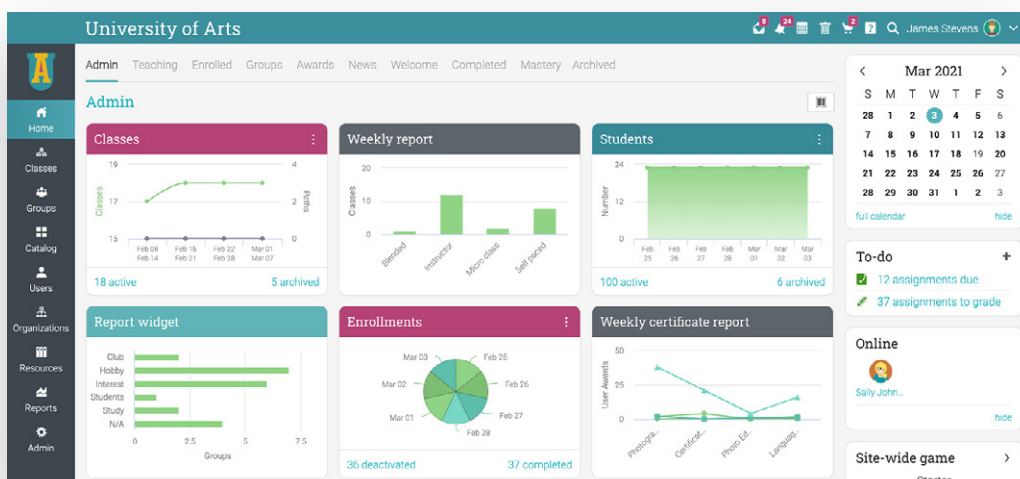 University of Arts
8
24
2
?
James Stevens
A
Home
Classes
Groups
Catalog
Users
Organizations
Resources
Reports
Admin
Admin Teaching Enrolled Groups Awards News Welcome Completed Mastery Archived
Admin
Classes
19
17
15
Classes
4
2
0
Paths
Feb 08 Feb 15 Feb 22 Mar 01
Feb 14 Feb 21 Feb 28 Mar 07
18 active 5 archived
Weekly report
20
10
0
Classes
Blended
Instructor
Micro class
Self paced
Students
24
12
0
Number
Feb Feb Feb Feb Mar Mar Mar
25 26 27 28 01 02 03
100 active 6 archived
Report widget
Club
Hobby
Interest
Students
Study
N/A
0 2.5 5 7.5
Groups
Enrollments
Mar 03 Feb 25
Mar 02 Feb 26
Mar 01 Feb 27
Feb 28
36 deactivated 37 completed
Weekly certificate report
50
25
0
User Awards
Photogra...
Certificat...
Photo Ed...
Languag...
Mar 2021
S M T W T F S
28 1 2 3 4 5 6
7 8 9 10 11 12 13
14 15 16 17 18 19 20
21 22 23 24 25 26 27
28 29 30 31 1 2 3
full calendar hide
To-do +
12 assignments due
37 assignments to grade
Online
Sally John...
hide
Site-wide game